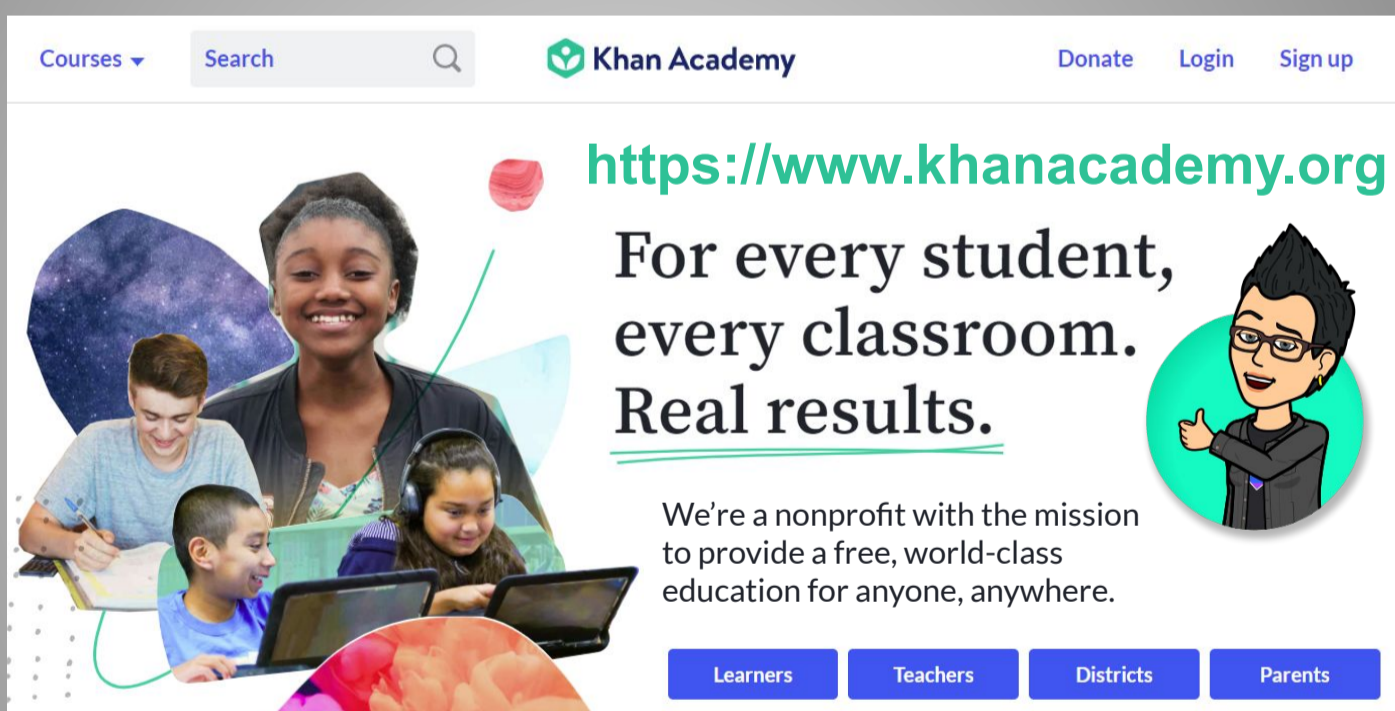 Courses
Search
Khan Academy
Donate
Login
Sign up
https://www.khanacademy.org
For every student,
every classroom.
Real results.
We're a nonprofit with the mission
to provide a free, world-class
education for anyone, anywhere.
Learners
Teachers
Districts
Parents